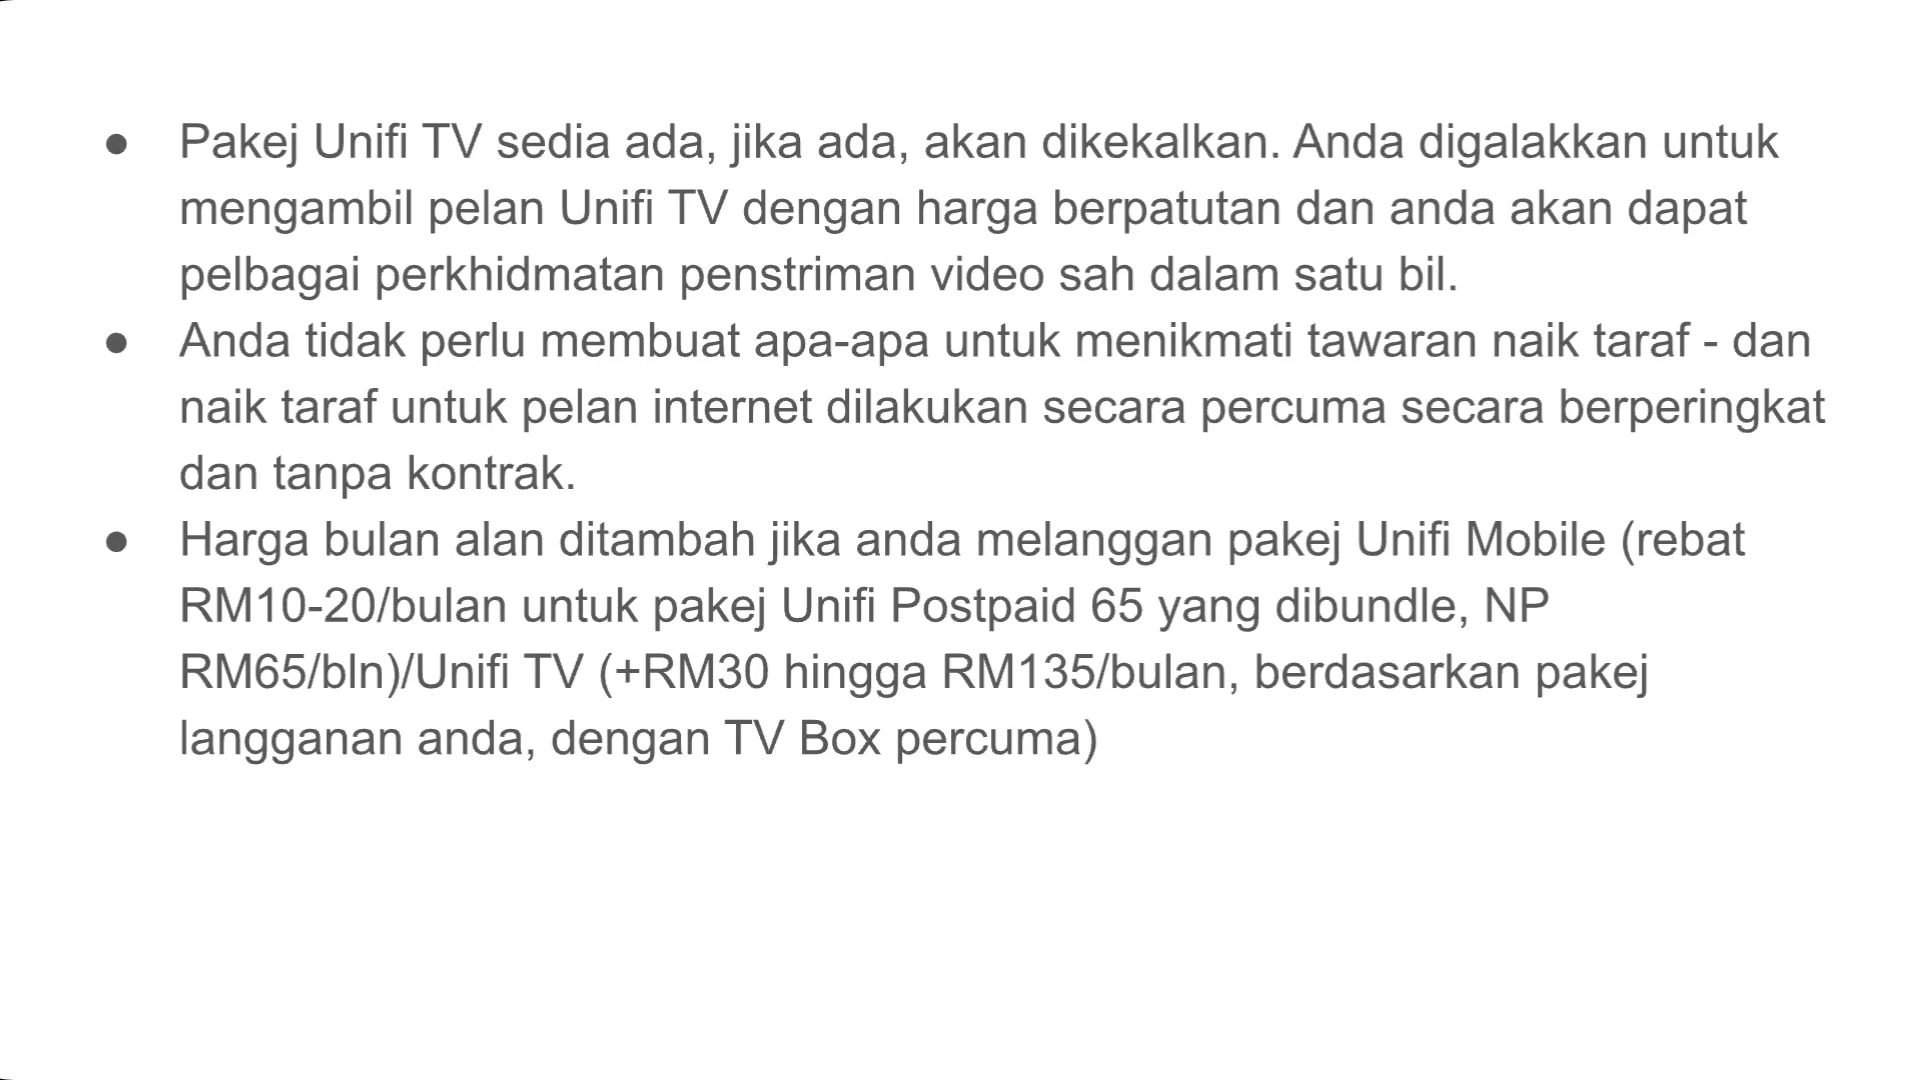 ● Pakej Unifi TV sedia ada, jika ada, akan dikekalkan. Anda digalakkan untuk
mengambil pelan Unifi TV dengan harga berpatutan dan anda akan dapat
pelbagai perkhidmatan penstriman video sah dalam satu bil.
● Anda tidak perlu membuat apa-apa untuk menikmati tawaran naik taraf - dan
naik taraf untuk pelan internet dilakukan secara percuma secara berperingkat
dan tanpa kontrak.
● Harga bulan alan ditambah jika anda melanggan pakej Unifi Mobile (rebat
RM10-20/bulan untuk pakej Unifi Postpaid 65 yang dibundle, NP
RM65/bln)/Unifi TV (+RM30 hingga RM135/bulan, berdasarkan pakej
langganan anda, dengan TV Box percuma)